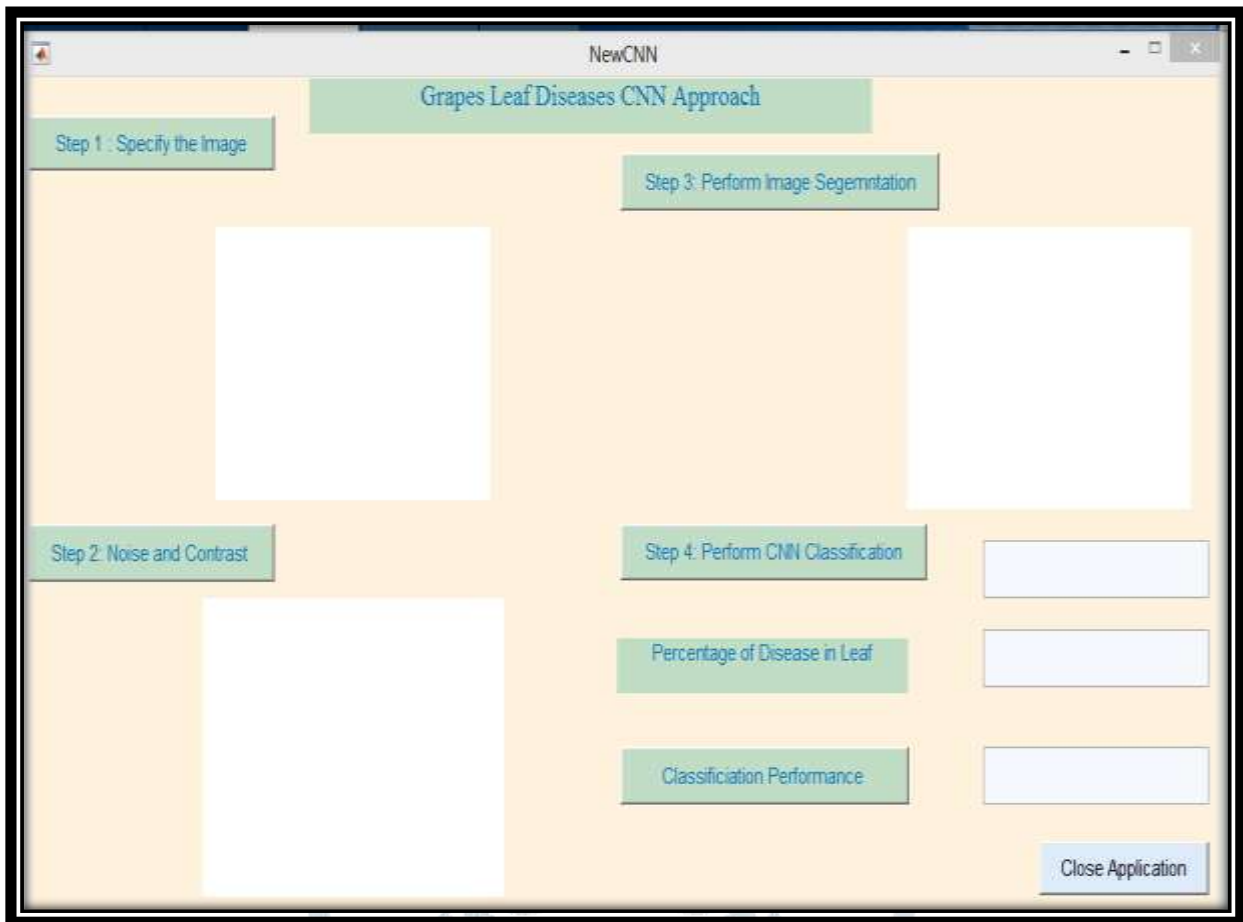 NewCNN
Grapes Leaf Diseases CNN Approach
Step 1 : Specify the Image
Step 3: Perform Image Segemntation
Step 2: Noise and Contrast
Step 4: Perform CNN Classification
Percentage of Disease in Leaf
Classificiation Performance
Close Application